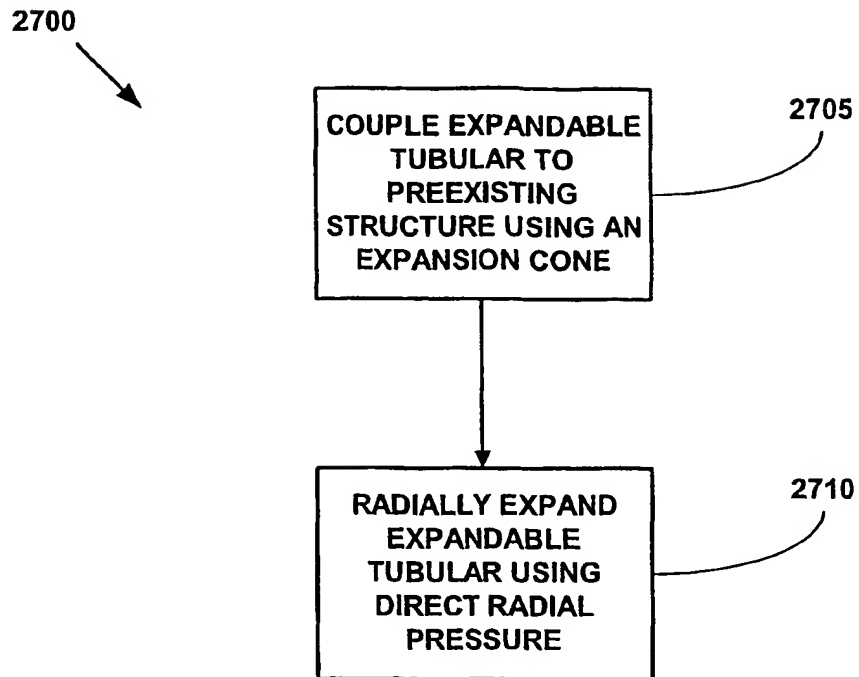 2700
COUPLE EXPANDABLE
TUBULAR TO
PREEXISTING
STRUCTURE USING AN
EXPANSION CONE
2705
RADIALLY EXPAND
EXPANDABLE
TUBULAR USING
DIRECT RADIAL
PRESSURE
2710